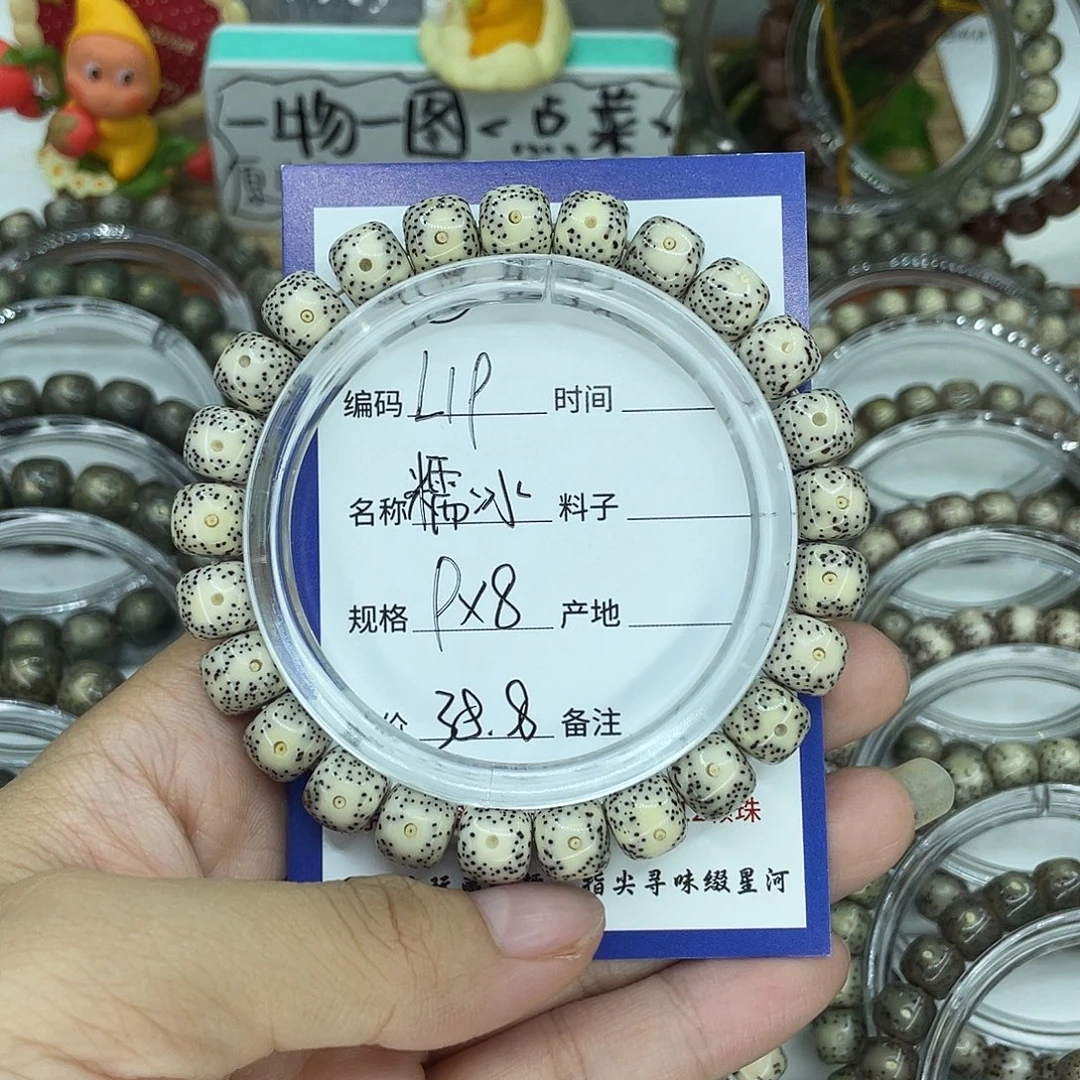 一物一图<点菜>
编码 L1P 时间
名称 糯冰 料子
规格 PX8 产地
价 38.8 备注
珠
指尖寻味缀星河